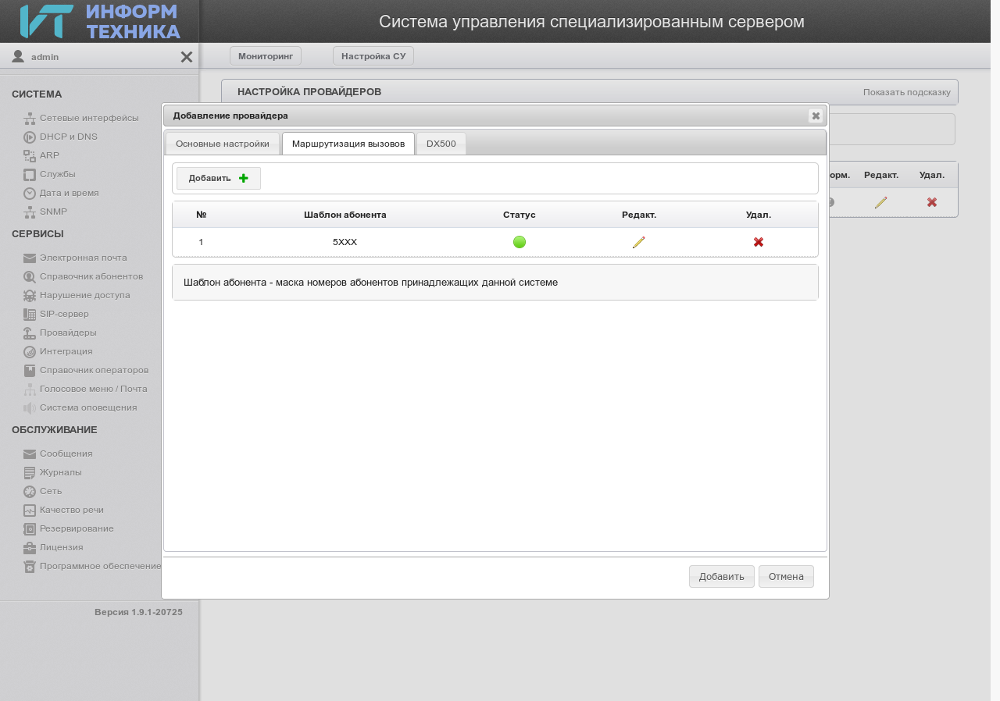 ИНФОРМ
ТЕХНИКА
Система управления специализированным сервером
admin
Мониторинг
Настройка СУ
СИСТЕМА
Сетевые интерфейсы
DHCP и DNS
ARP
Службы
Дата и время
SNMP
СЕРВИСЫ
Электронная почта
Справочник абонентов
Нарушение доступа
SIP-сервер
Провайдеры
Интеграция
Справочник операторов
Голосовое меню / Почта
Система оповещения
ОБСЛУЖИВАНИЕ
Сообщения
Журналы
Сеть
Качество речи
Резервирование
Лицензия
Программное обеспечение
Версия 1.9.1-20725
НАСТРОЙКА ПРОВАЙДЕРОВ
Показать подсказку
орм. Редакт. Удал.
Добавление провайдера
Основные настройки
Маршрутизация вызовов
DX500
Добавить
№ Шаблон абонента Статус Редакт. Удал.
1 5XXX
Шаблон абонента - маска номеров абонентов принадлежащих данной системе
Добавить
Отмена